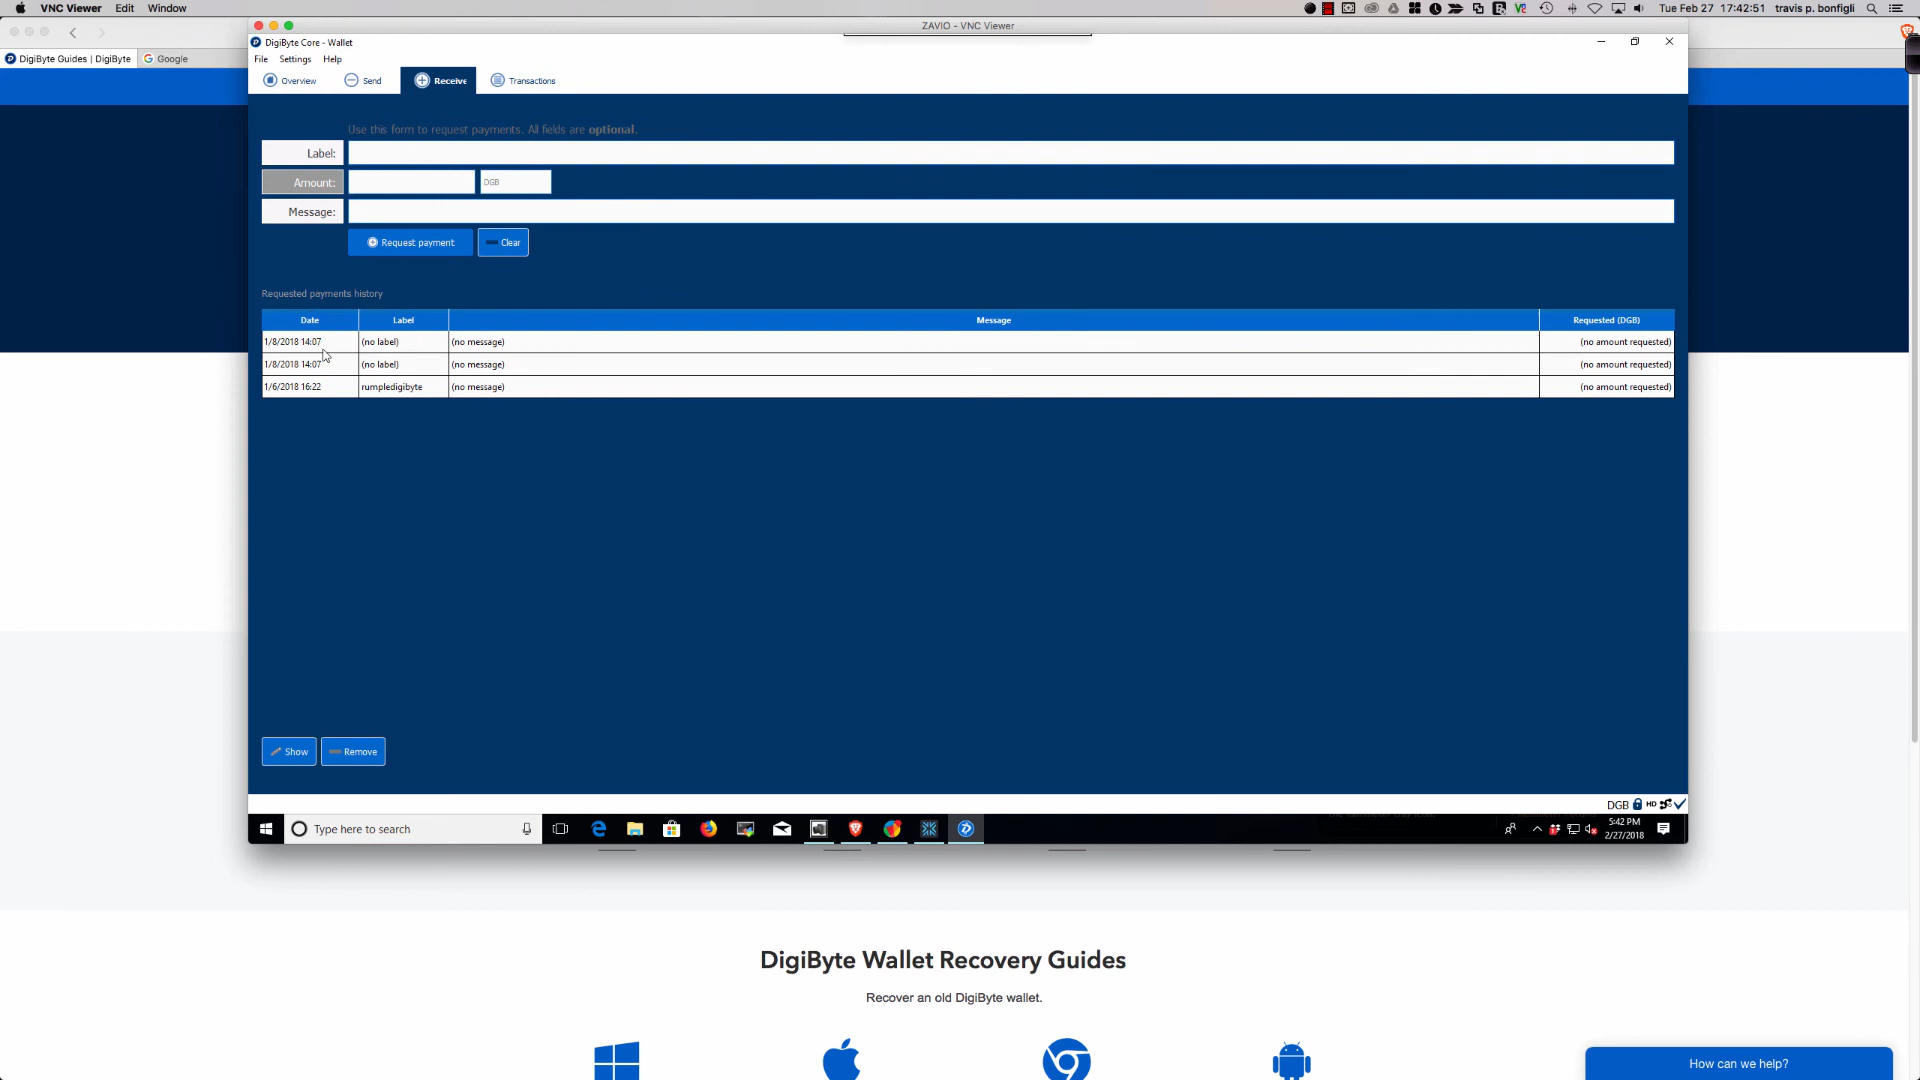 VNC Viewer Edit Window
Tue Feb 27 17:42:51 travis p. bonfigli
ZAVIO - VNC Viewer
DigiByte Guides | DigiByte
Google
DigiByte Core - Wallet
File Settings Help
Overview Send Receive Transactions
Use this form to request payments. All fields are optional.
Label:
Amount: DGB
Message:
Request payment Clear
Requested payments history
Date Label Message Requested (DGB)
1/8/2018 14:07 (no label) (no message) (no amount requested)
1/8/2018 14:07 (no label) (no message) (no amount requested)
1/6/2018 16:22 rumpledigibyte (no message) (no amount requested)
Show Remove
DGB HD
Type here to search
5:42 PM
2/27/2018
DigiByte Wallet Recovery Guides
Recover an old DigiByte wallet.
How can we help?